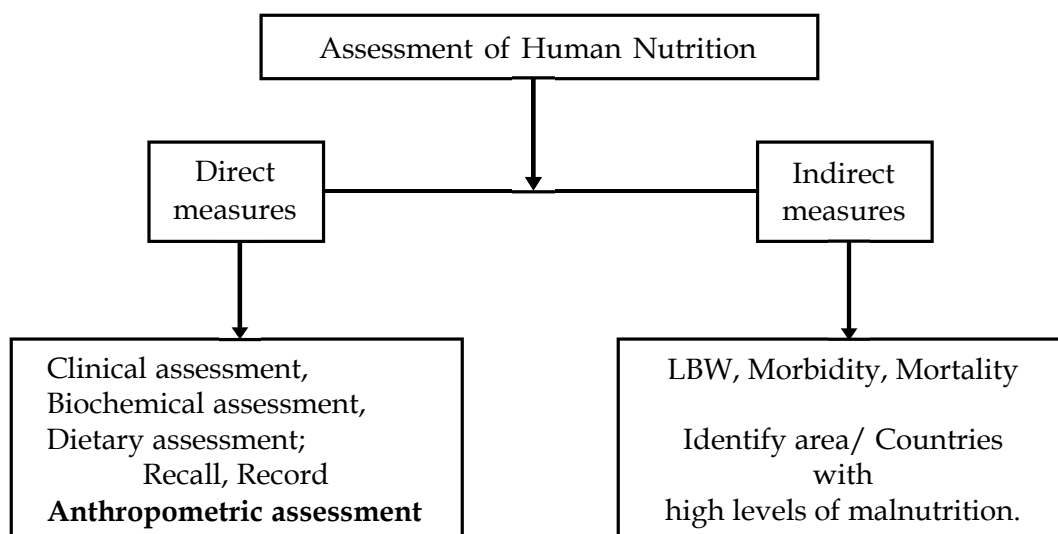 Assessment of Human Nutrition
Direct
measures
Indirect
measures
Clinical assessment,
Biochemical assessment,
Dietary assessment;
Recall, Record
Anthropometric assessment
LBW, Morbidity, Mortality
Identify area/ Countries
with
high levels of malnutrition.